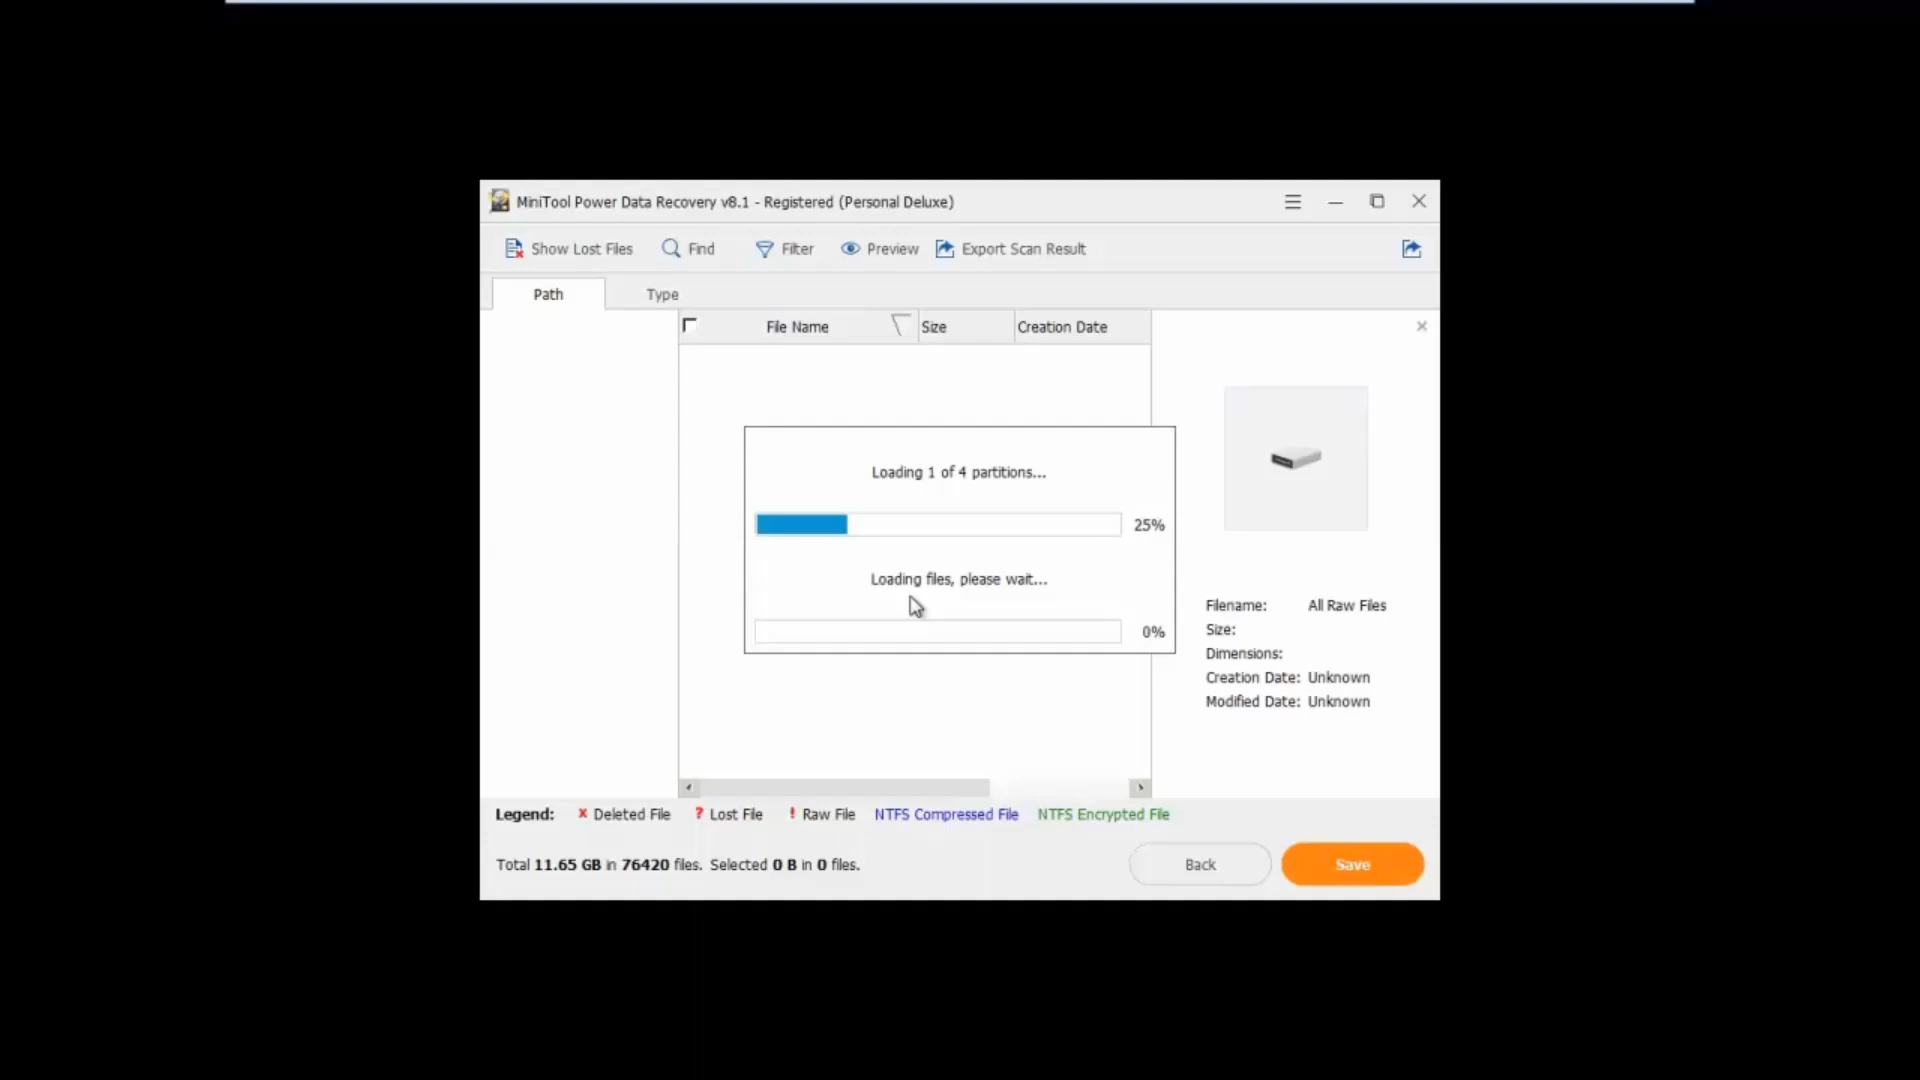 MiniTool Power Data Recovery v8.1 - Registered (Personal Deluxe)
Show Lost Files Find Filter Preview Export Scan Result
Path Type
File Name Size Creation Date
Loading 1 of 4 partitions...
25%
Loading files, please wait...
0%
Filename: All Raw Files
Size:
Dimensions:
Creation Date: Unknown
Modified Date: Unknown
Legend: x Deleted File ? Lost File ! Raw File NTFS Compressed File NTFS Encrypted File
Total 11.65 GB in 76420 files. Selected 0 B in 0 files.
Back Save